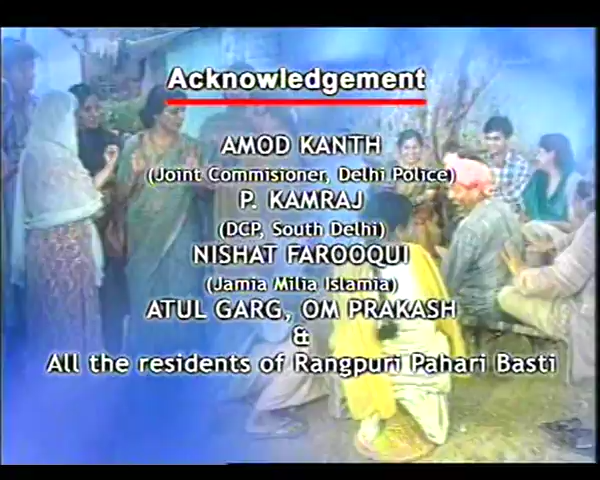 Acknowledgement
AMOD KANTH
(Joint Commisioner, Delhi Police)
P. KAMRAJ
(DCP, South Delhi)
NISHAT FAROOQUI
(Jamia Milia Islamia)
ATUL GARG, OM PRAKASH
&
All the residents of Rangpuri Pahari Basti